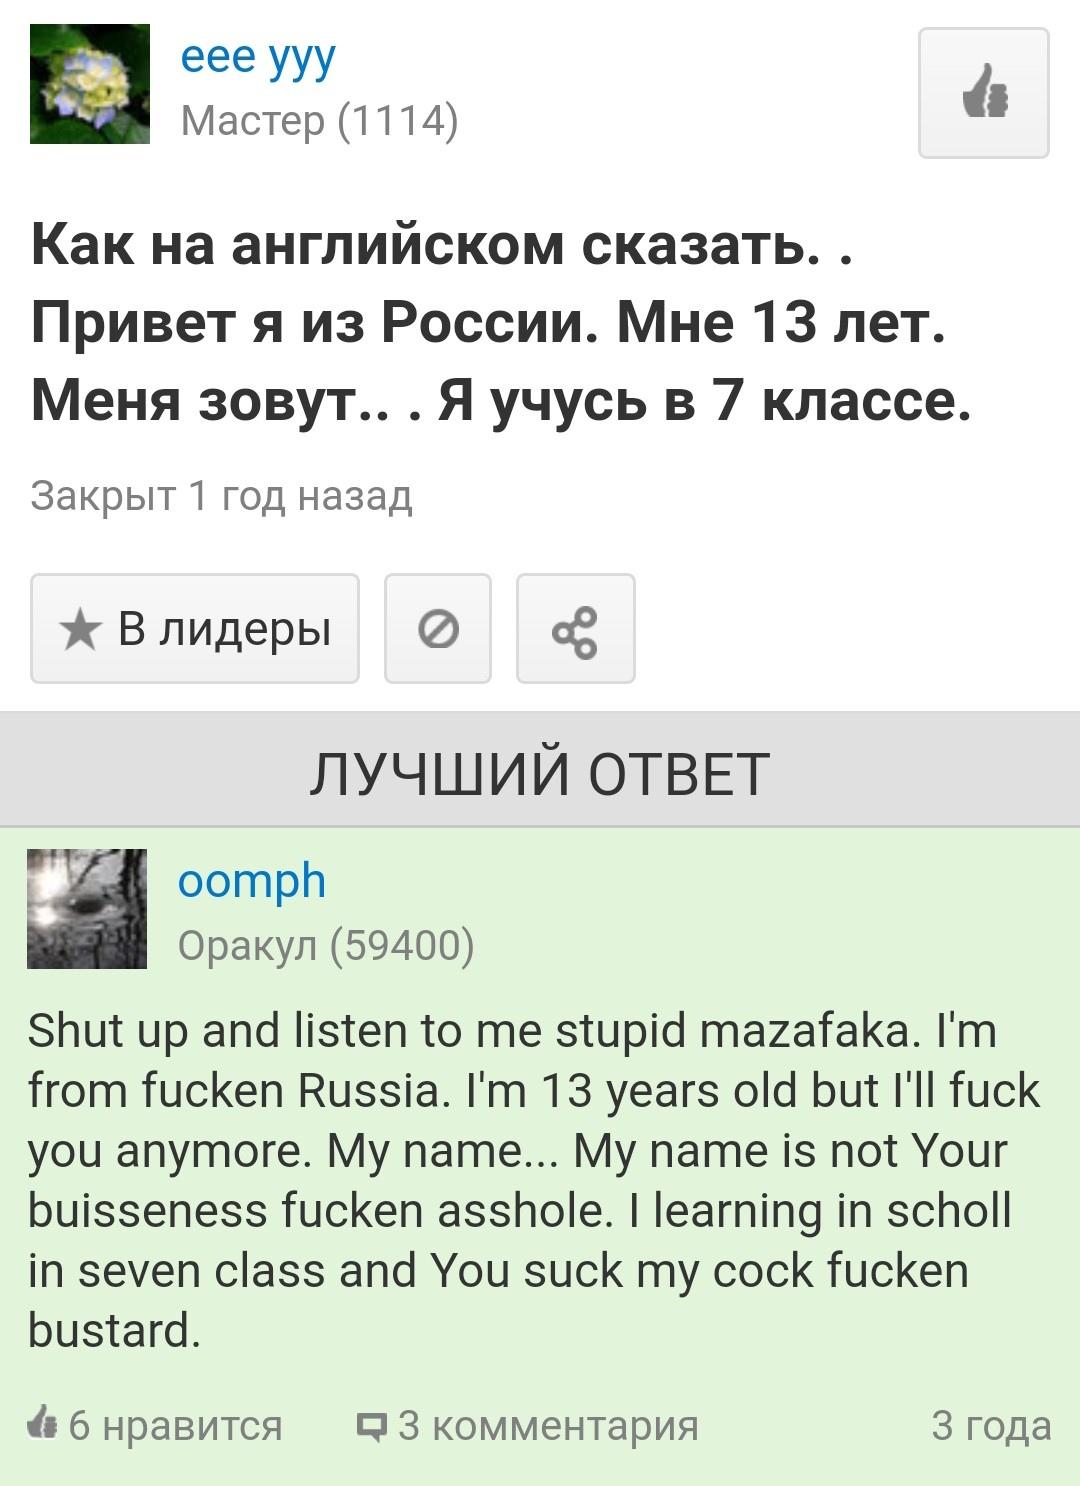 eee yyy
Мастер (1114)
Как на английском сказать. .
Привет я из России. Мне 13 лет.
Меня зовут.. . Я учусь в 7 классе.
Закрыт 1 год назад
В лидеры
ЛУЧШИЙ ОТВЕТ
oomph
Оракул (59400)
Shut up and listen to me stupid mazafaka. I'm
from fucken Russia. I'm 13 years old but I'll fuck
you anymore. My name... My name is not Your
buisseness fucken asshole. I learning in scholl
in seven class and You suck my cock fucken
bustard.
6 нравится 3 комментария 3 года